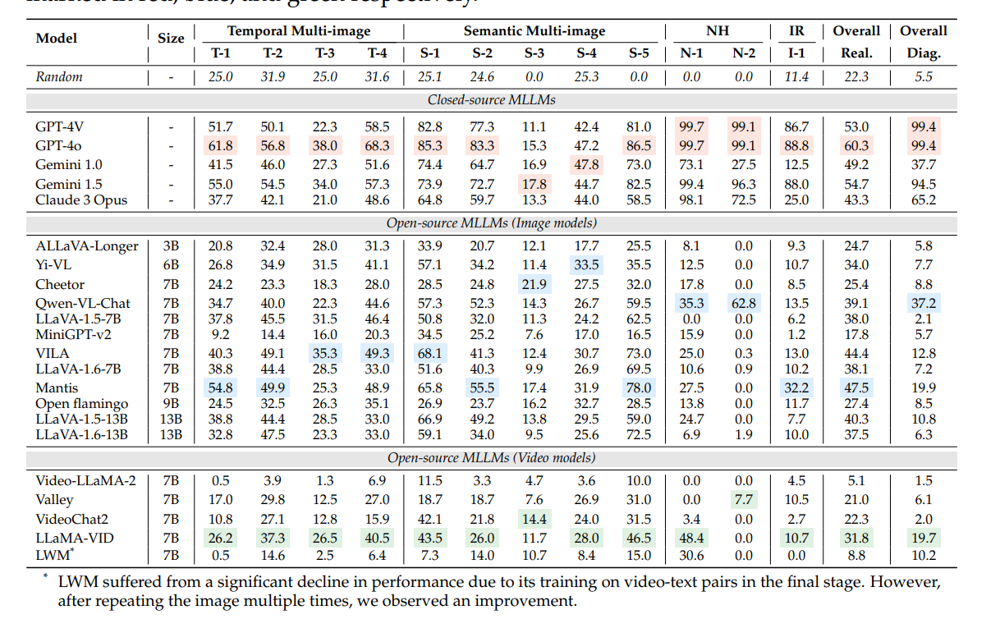 marked in red, blue, and green respectively.
Model Size Temporal Multi-image Semantic Multi-image NH IR Overall Overall
T-1 T-2 T-3 T-4 S-1 S-2 S-3 S-4 S-5 N-1 N-2 I-1 Real. Diag.
Random - 25.0 31.9 25.0 31.6 25.1 24.6 0.0 25.3 0.0 0.0 0.0 11.4 22.3 5.5
Closed-source MLLMs
GPT-4V - 51.7 50.1 22.3 58.5 82.8 77.3 11.1 42.4 81.0 99.7 99.1 86.7 53.0 99.4
GPT-4o - 61.8 56.8 38.0 68.3 85.3 83.3 15.3 47.2 86.5 99.7 99.1 88.8 60.3 99.4
Gemini 1.0 - 41.5 46.0 27.3 51.6 74.4 64.7 16.9 47.8 73.0 73.1 27.5 12.5 49.2 37.7
Gemini 1.5 - 55.0 54.5 34.0 57.3 73.9 72.7 17.8 44.7 82.5 99.4 96.3 88.0 54.7 94.5
Claude 3 Opus - 37.7 42.1 21.0 48.6 64.8 59.7 13.3 44.0 58.5 98.1 72.5 25.0 43.3 65.2
Open-source MLLMs (Image models)
ALLaVA-Longer 3B 20.8 32.4 28.0 31.3 33.9 20.7 12.1 17.7 25.5 8.1 0.0 9.3 24.7 5.8
Yi-VL 6B 26.8 34.9 31.5 41.1 57.1 34.2 11.4 33.5 35.5 12.5 0.0 10.7 34.0 7.7
Cheetor 7B 24.2 23.3 18.3 28.0 28.5 24.8 21.9 27.5 32.0 17.8 0.0 8.5 25.4 8.8
Qwen-VL-Chat 7B 34.7 40.0 22.3 44.6 57.3 52.3 14.3 26.7 59.5 35.3 62.8 13.5 39.1 37.2
LLaVA-1.5-7B 7B 37.8 45.5 31.5 46.4 50.8 32.0 11.3 24.2 62.5 0.0 0.0 6.2 38.0 2.1
MiniGPT-v2 7B 9.2 14.4 16.0 20.3 34.5 25.2 7.6 17.0 16.5 15.9 0.0 1.2 17.8 5.7
VILA 7B 40.3 49.1 35.3 49.3 68.1 41.3 12.4 30.7 73.0 25.0 0.3 13.0 44.4 12.8
LLaVA-1.6-7B 7B 38.8 44.4 28.5 33.0 51.6 40.3 9.9 26.9 69.5 10.6 0.9 10.2 38.1 7.2
Mantis 7B 54.8 49.9 25.3 48.9 65.8 55.5 17.4 31.9 78.0 27.5 0.0 32.2 47.5 19.9
Open flamingo 9B 24.5 32.5 26.3 35.1 26.9 23.7 16.2 32.7 28.5 13.8 0.0 11.7 27.4 8.5
LLaVA-1.5-13B 13B 38.8 44.4 28.5 33.0 66.9 49.2 13.8 29.5 59.0 24.7 0.0 7.7 40.3 10.8
LLaVA-1.6-13B 13B 32.8 47.5 23.3 33.0 59.1 34.0 9.5 25.6 72.5 6.9 1.9 10.0 37.5 6.3
Open-source MLLMs (Video models)
Video-LLaMA-2 7B 0.5 3.9 1.3 6.9 11.5 3.3 4.7 3.6 10.0 0.0 0.0 4.5 5.1 1.5
Valley 7B 17.0 29.8 12.5 27.0 18.7 18.7 7.6 26.9 31.0 0.0 7.7 10.5 21.0 6.1
VideoChat2 7B 10.8 27.1 12.8 15.9 42.1 21.8 14.4 24.0 31.5 3.4 0.0 2.7 22.3 2.0
LLaMA-VID 7B 26.2 37.3 26.5 40.5 43.5 26.0 11.7 28.0 46.5 48.4 0.0 10.7 31.8 19.7
LWM* 7B 0.5 14.6 2.5 6.4 7.3 14.0 10.7 8.4 15.0 30.6 0.0 0.0 8.8 10.2
* LWM suffered from a significant decline in performance due to its training on video-text pairs in the final stage. However,
after repeating the image multiple times, we observed an improvement.